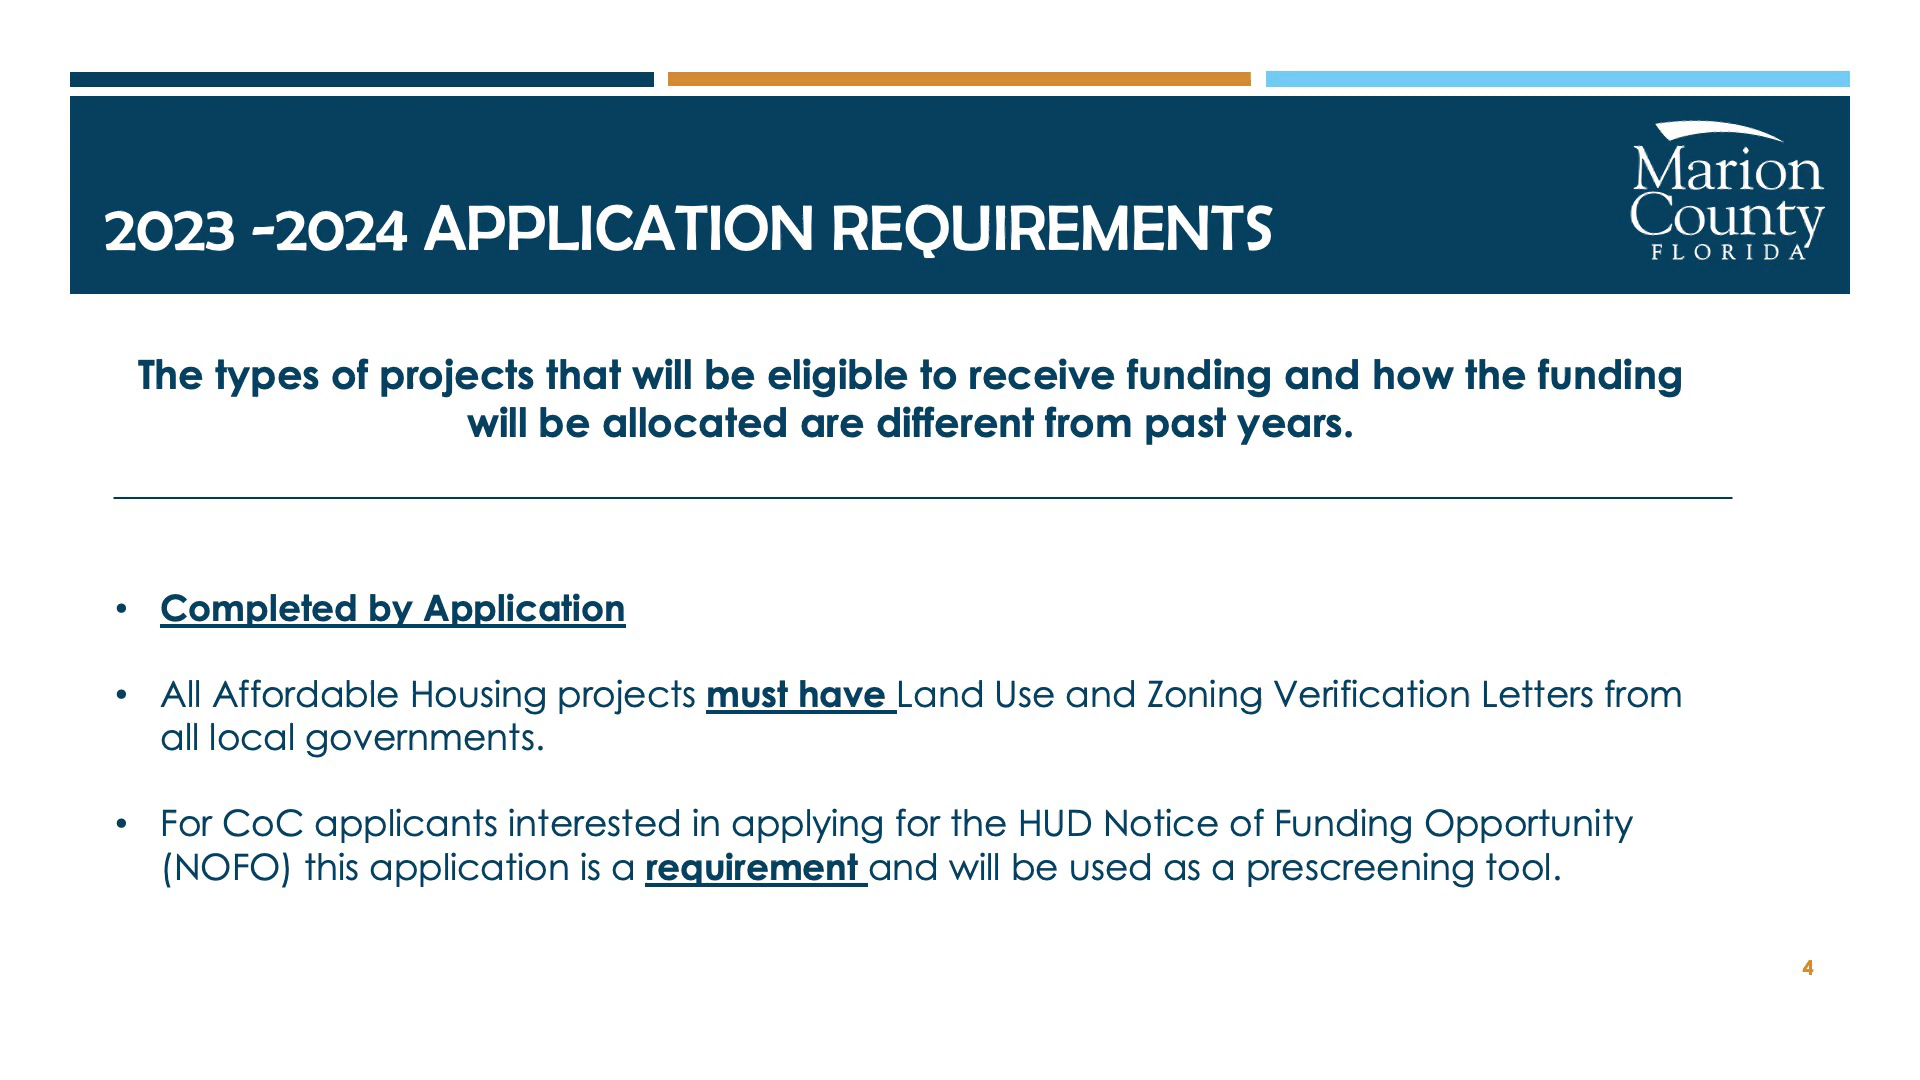 Marion
County
FLORIDA
2023 -2024 APPLICATION REQUIREMENTS
The types of projects that will be eligible to receive funding and how the funding
will be allocated are different from past years.
• Completed by Application
• All Affordable Housing projects must have Land Use and Zoning Verification Letters from
all local governments.
• For CoC applicants interested in applying for the HUD Notice of Funding Opportunity
(NOFO) this application is a requirement and will be used as a prescreening tool.
4